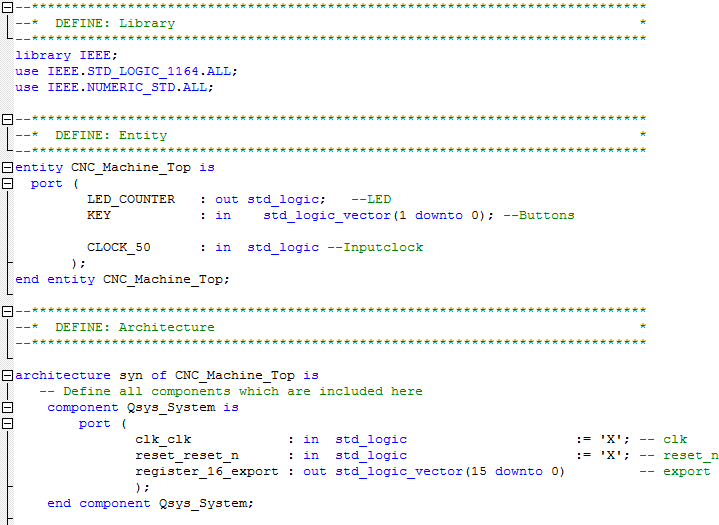 --*****************************************************************************
--*  DEFINE: Library                                                          *
--*****************************************************************************
library IEEE;
use IEEE.STD_LOGIC_1164.ALL;
use IEEE.NUMERIC_STD.ALL;
--*****************************************************************************
--*  DEFINE: Entity                                                           *
--*****************************************************************************
entity CNC_Machine_Top is
  port (
         LED_COUNTER   : out std_logic;   --LED
         KEY           : in    std_logic_vector(1 downto 0); --Buttons
         CLOCK_50      : in  std_logic --Inputclock
       );
end entity CNC_Machine_Top;
--*****************************************************************************
--*  DEFINE: Architecture                                                     *
--*****************************************************************************
architecture syn of CNC_Machine_Top is
   -- Define all components which are included here
    component Qsys_System is
        port (
               clk_clk            : in  std_logic                     := 'X'; -- clk
               reset_reset_n      : in  std_logic                     := 'X'; -- reset_n
               register_16_export : out std_logic_vector(15 downto 0)         -- export
               );
    end component Qsys_System;